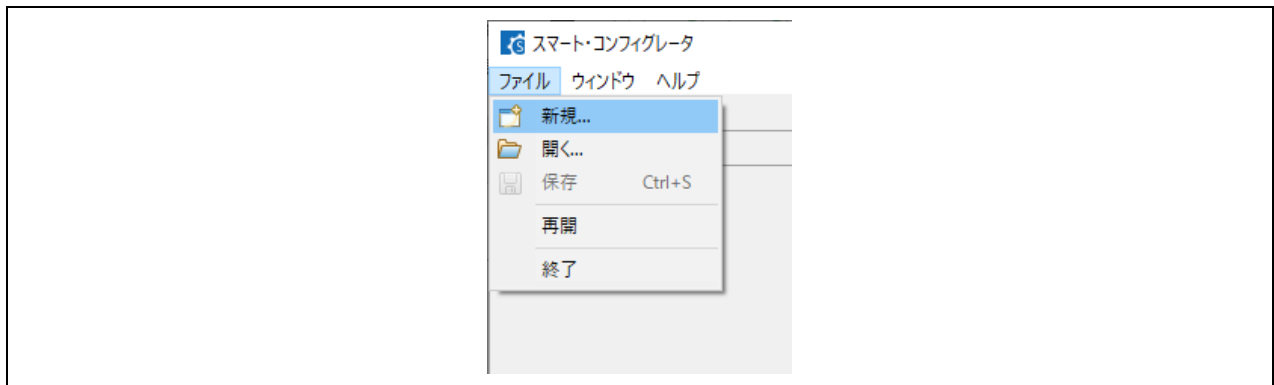 スマート・コンフィグレータ
ファイル ウィンドウ ヘルプ
新規...
開く...
保存 Ctrl+S
再開
終了